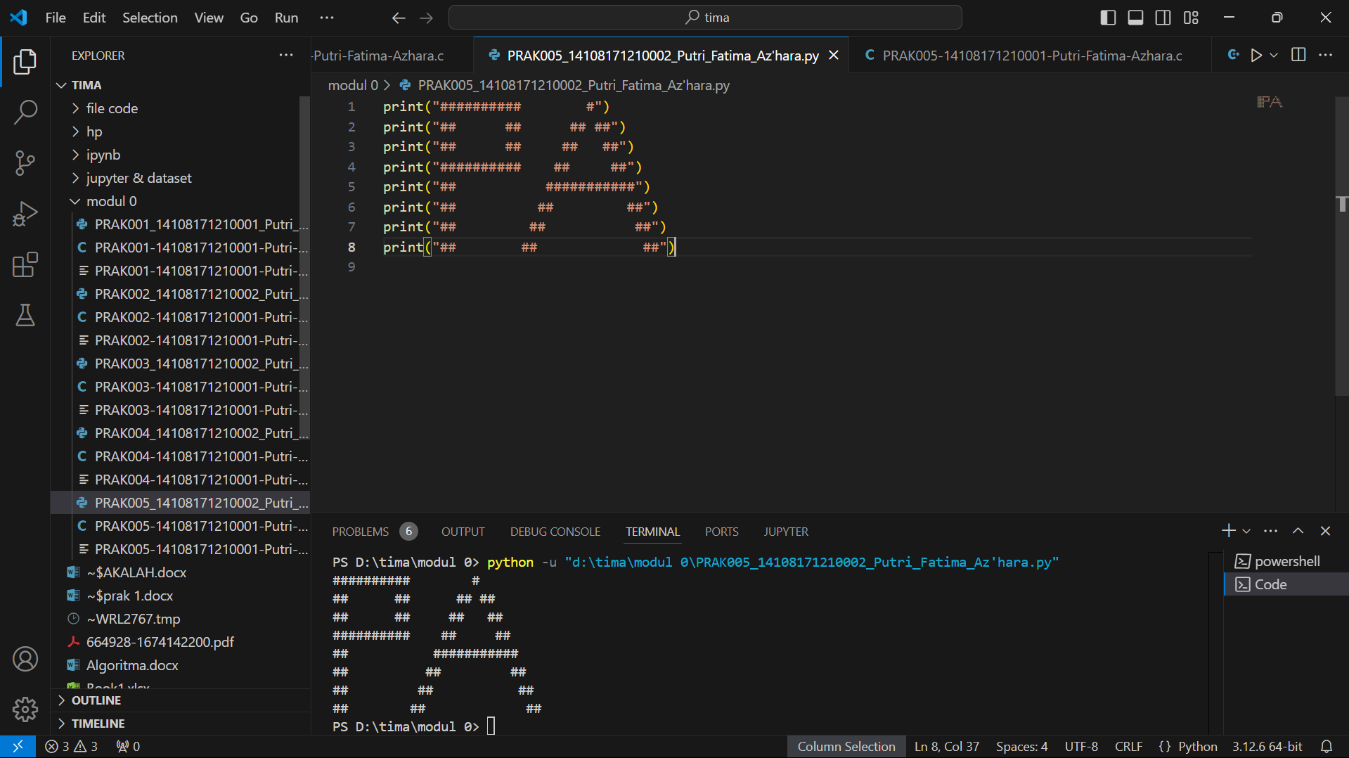 File Edit Selection View Go Run ··· tima
EXPLORER ···
-Putri-Fatima-Azhara.c PRAK005_14108171210002_Putri_Fatima_Az'hara.py PRAK005-14108171210001-Putri-Fatima-Azhara.c
modul 0 > PRAK005_14108171210002_Putri_Fatima_Az'hara.py
TIMA
file code
hp
ipynb
jupyter & dataset
modul 0
PRAK001_14108171210001_Putri_...
PRAK001-14108171210001-Putri-...
PRAK001-14108171210001-Putri-...
PRAK002_14108171210002_Putri_...
PRAK002-14108171210001-Putri-...
PRAK002-14108171210001-Putri-...
PRAK003_14108171210002_Putri_...
PRAK003-14108171210001-Putri-...
PRAK003-14108171210001-Putri-...
PRAK004_14108171210002_Putri_...
PRAK004-14108171210001-Putri-...
PRAK004-14108171210001-Putri-...
PRAK005_14108171210002_Putri_...
PRAK005-14108171210001-Putri-...
PRAK005-14108171210001-Putri-...
~$AKALAH.docx
~$prak 1.docx
~WRL2767.tmp
664928-1674142200.pdf
Algoritma.docx
Book1.xlsx
OUTLINE
TIMELINE
1 print("##########        #")
2 print("##      ##      ## ##")
3 print("##      ##     ##   ##")
4 print("##########    ##     ##")
5 print("##           ###########")
6 print("##          ##         ##")
7 print("##         ##           ##")
8 print("##        ##             ##")
9
PROBLEMS 6 OUTPUT DEBUG CONSOLE TERMINAL PORTS JUPYTER
PS D:\tima\modul 0> python -u "d:\tima\modul 0\PRAK005_14108171210002_Putri_Fatima_Az'hara.py"
##########        #
##      ##      ## ##
##      ##     ##   ##
##########    ##     ##
##           ###########
##          ##         ##
##         ##           ##
##        ##             ##
PS D:\tima\modul 0>
powershell
Code
3 3 0 Column Selection Ln 8, Col 37 Spaces: 4 UTF-8 CRLF {} Python 3.12.6 64-bit